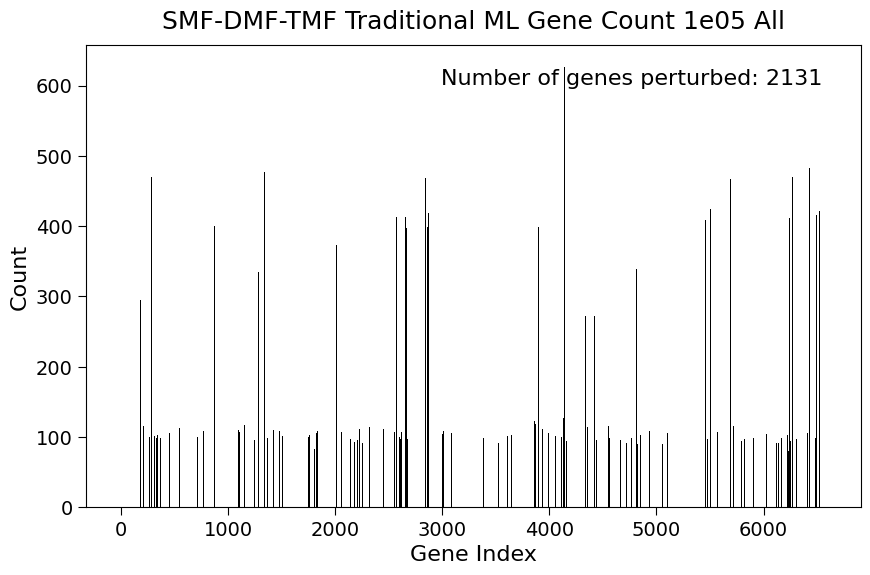 SMF-DMF-TMF Traditional ML Gene Count 1e05 All
Number of genes perturbed: 2131
600
500
400
300
200
100
0
Count
0 1000 2000 3000 4000 5000 6000
Gene Index